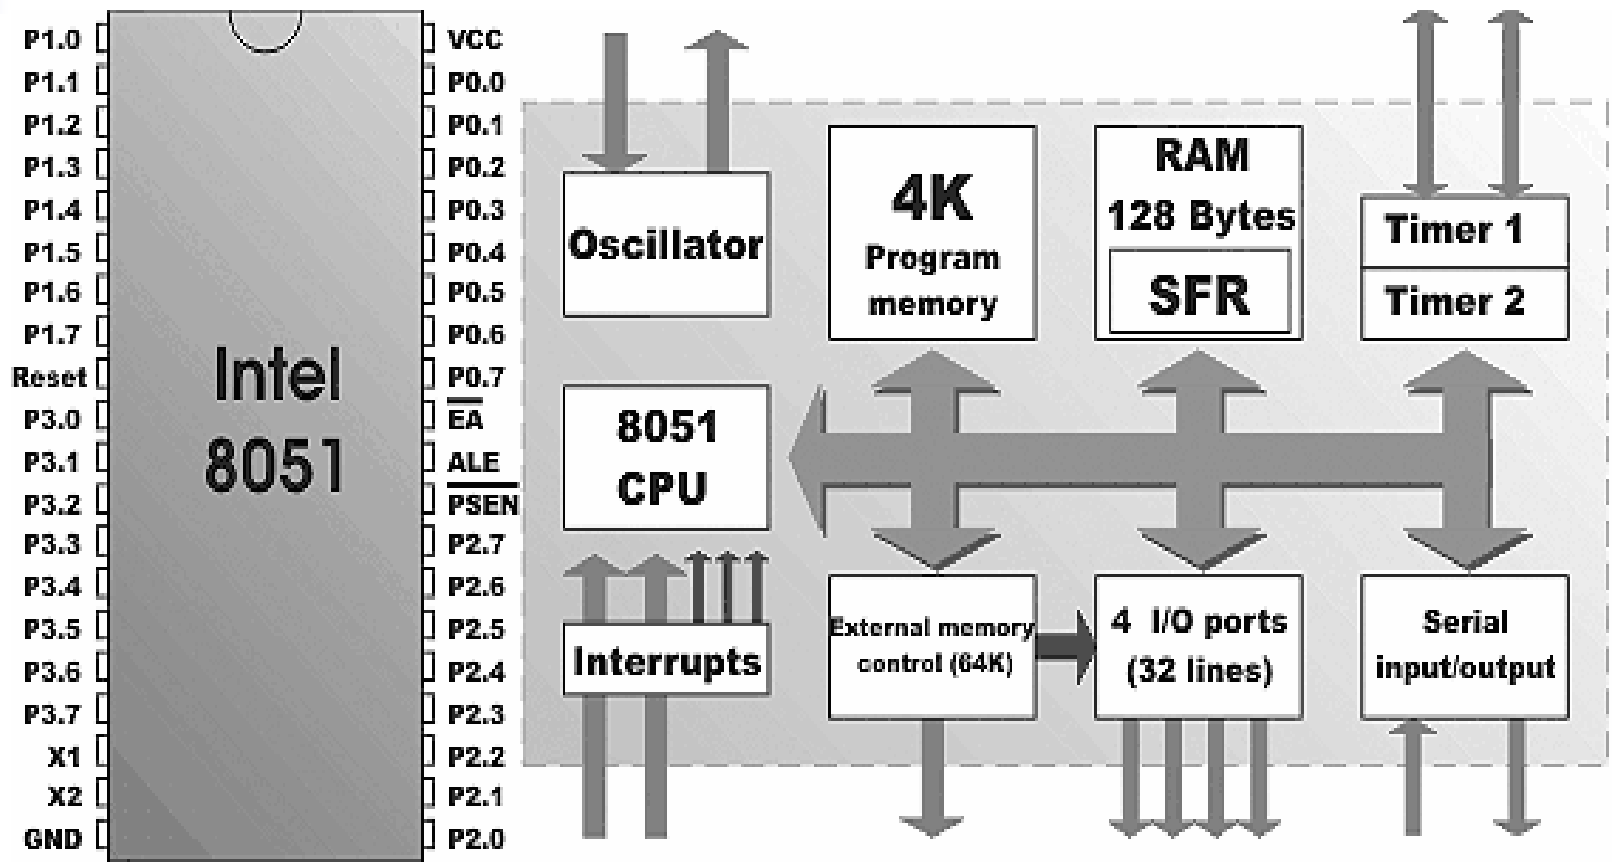 P1.0
P1.1
P1.2
P1.3
P1.4
P1.5
P1.6
P1.7
Reset
P3.0
P3.1
P3.2
P3.3
P3.4
P3.5
P3.6
P3.7
X1
X2
GND
Intel
8051
VCC
P0.0
P0.1
P0.2
P0.3
P0.4
P0.5
P0.6
P0.7
EA
ALE
PSEN
P2.7
P2.6
P2.5
P2.4
P2.3
P2.2
P2.1
P2.0
Oscillator
4K
Program
memory
RAM
128 Bytes
SFR
Timer 1
Timer 2
8051
CPU
Interrupts
External memory
control (64K)
4 I/O ports
(32 lines)
Serial
input/output